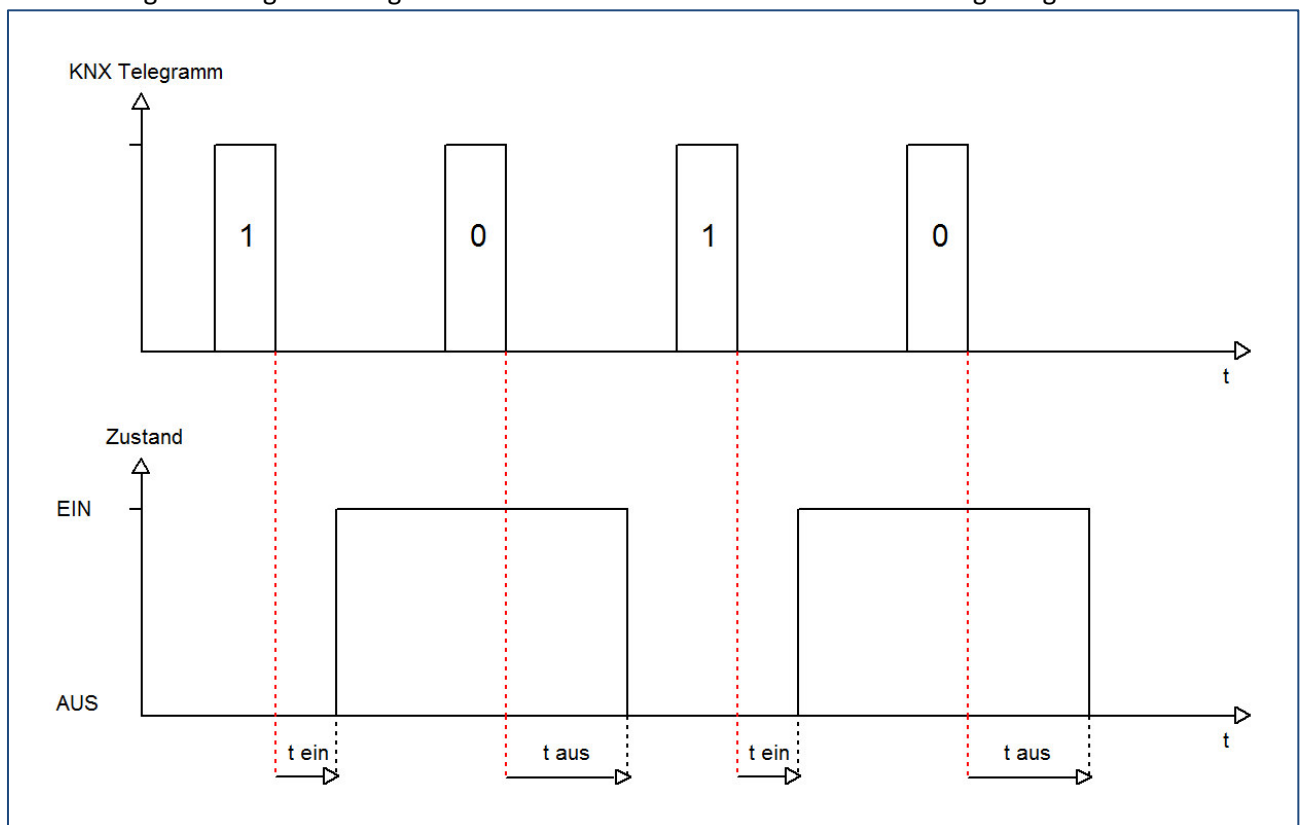 KNX Telegramm
1 0 1 0
t
Zustand
EIN
AUS
t
t ein t aus t ein t aus